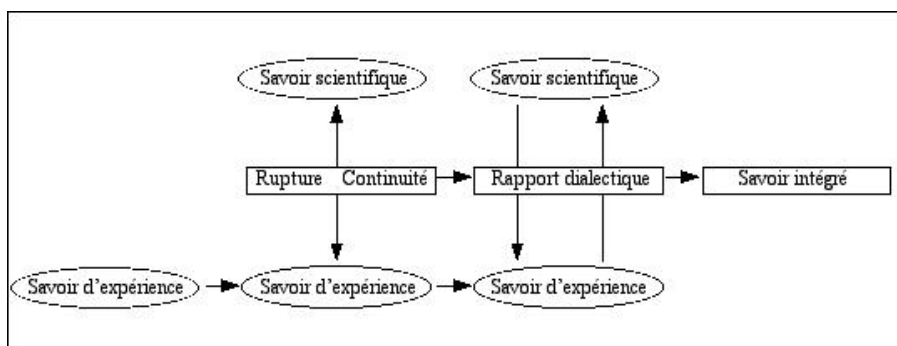 Savoir scientifique Savoir scientifique
Rupture Continuité Rapport dialectique Savoir intégré
Savoir d'expérience Savoir d'expérience Savoir d'expérience